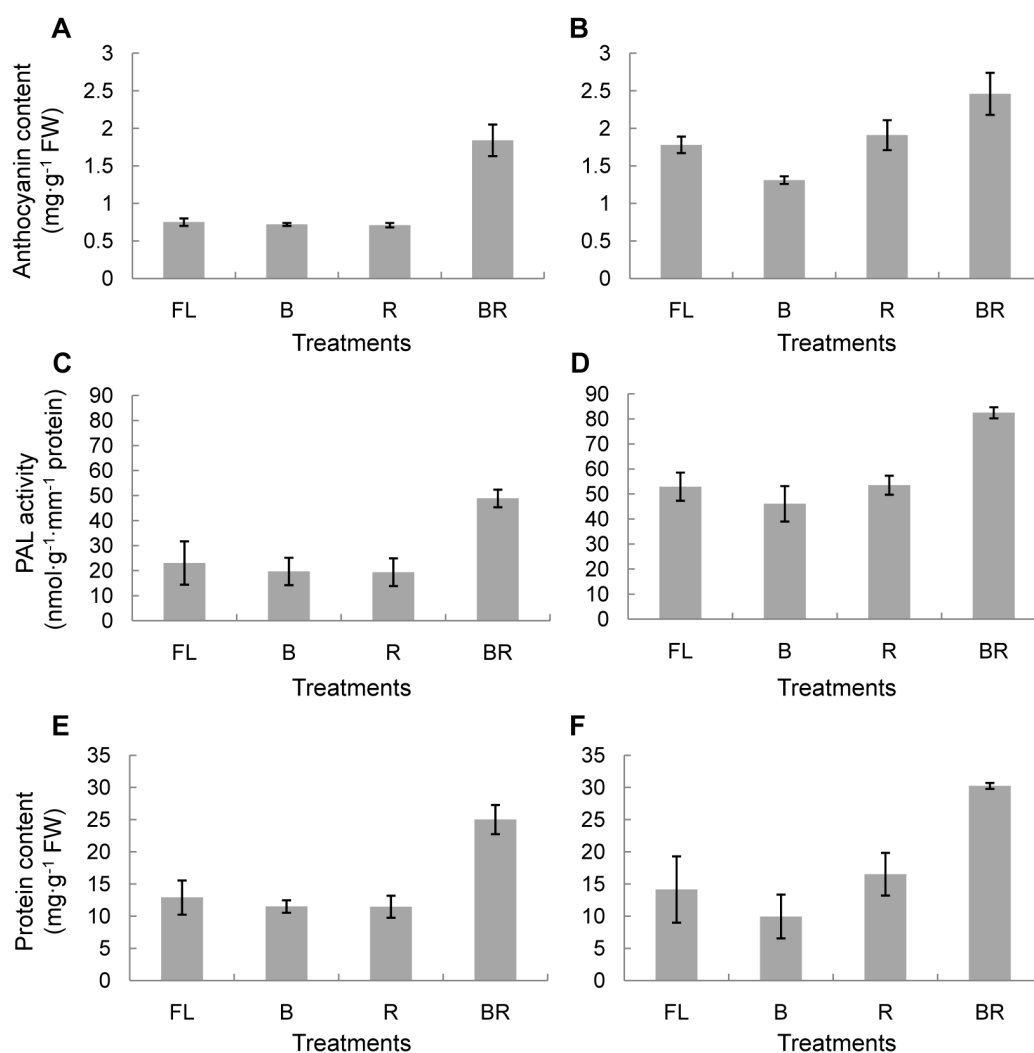 A
Anthocyanin content
(mg·g⁻¹ FW)
3
2.5
2
1.5
1
0.5
0
FL B R BR
Treatments
B
3
2.5
2
1.5
1
0.5
0
FL B R BR
Treatments
C
PAL activity
(nmol·g⁻¹·mm⁻¹ protein)
90
80
70
60
50
40
30
20
10
0
FL B R BR
Treatments
D
90
80
70
60
50
40
30
20
10
0
FL B R BR
Treatments
E
Protein content
(mg·g⁻¹ FW)
35
30
25
20
15
10
5
0
FL B R BR
Treatments
F
35
30
25
20
15
10
5
0
FL B R BR
Treatments